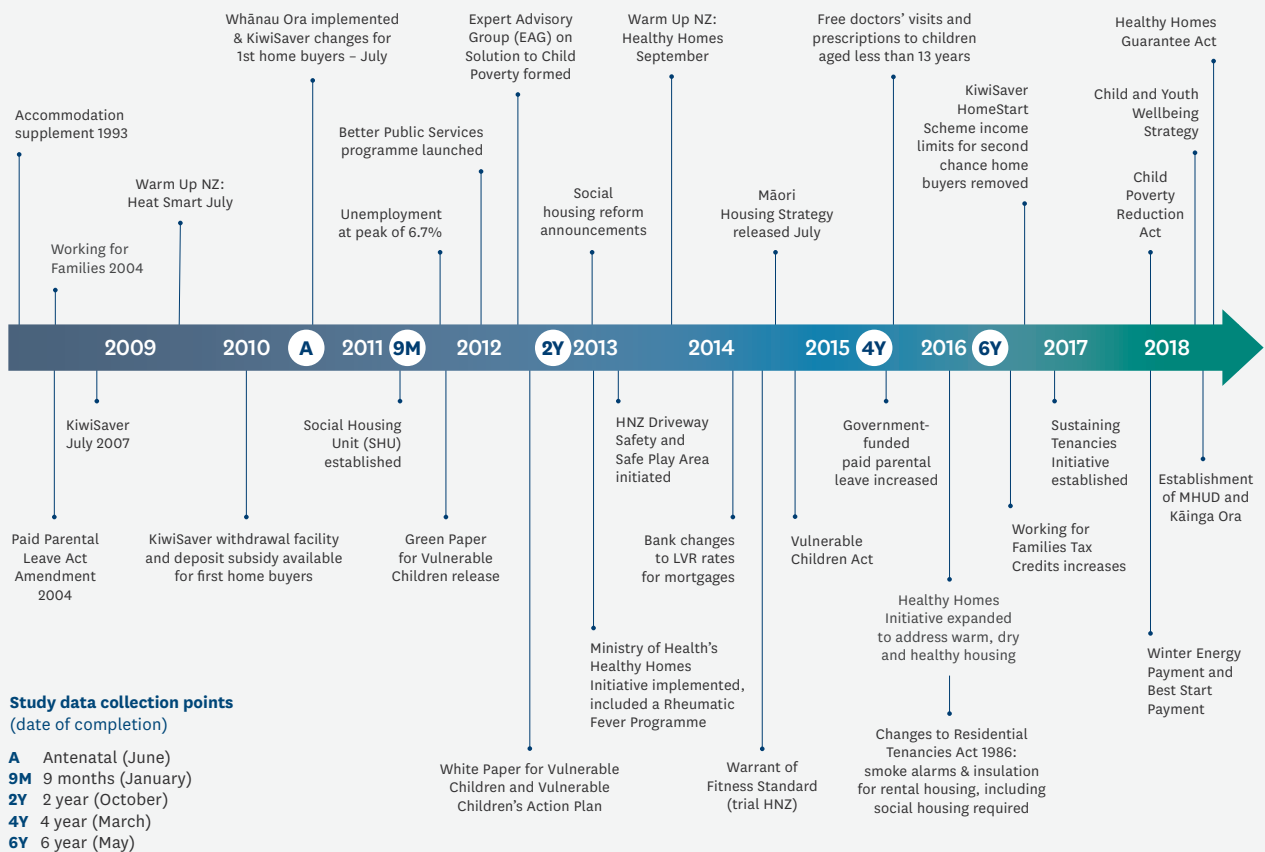 Whānau Ora implemented
& KiwiSaver changes for
1st home buyers – July
Expert Advisory
Group (EAG) on
Solution to Child
Poverty formed
Warm Up NZ:
Healthy Homes
September
Free doctors’ visits and
prescriptions to children
aged less than 13 years
Healthy Homes
Guarantee Act
Accommodation
supplement 1993
Better Public Services
programme launched
KiwiSaver
HomeStart
Scheme income
limits for second
chance home
buyers removed
Child and Youth
Wellbeing
Strategy
Warm Up NZ:
Heat Smart July
Unemployment
at peak of 6.7%
Social
housing reform
announcements
Māori
Housing Strategy
released July
Child
Poverty
Reduction
Act
Working for
Families 2004
2009 2010 A 2011 9M 2012 2Y 2013 2014 2015 4Y 2016 6Y 2017 2018
KiwiSaver
July 2007
Social Housing
Unit (SHU)
established
HNZ Driveway
Safety and
Safe Play Area
initiated
Government-
funded
paid parental
leave increased
Sustaining
Tenancies
Initiative
established
Establishment
of MHUD and
Kāinga Ora
Paid Parental
Leave Act
Amendment
2004
KiwiSaver withdrawal facility
and deposit subsidy available
for first home buyers
Green Paper
for Vulnerable
Children release
Bank changes
to LVR rates
for mortgages
Vulnerable
Children Act
Working for
Families Tax
Credits increases
Healthy Homes
Initiative expanded
to address warm, dry
and healthy housing
Ministry of Health’s
Healthy Homes
Initiative implemented,
included a Rheumatic
Fever Programme
Winter Energy
Payment and
Best Start
Payment
White Paper for Vulnerable
Children and Vulnerable
Children’s Action Plan
Warrant of
Fitness Standard
(trial HNZ)
Changes to Residential
Tenancies Act 1986:
smoke alarms & insulation
for rental housing, including
social housing required
Study data collection points
(date of completion)
A Antenatal (June)
9M 9 months (January)
2Y 2 year (October)
4Y 4 year (March)
6Y 6 year (May)